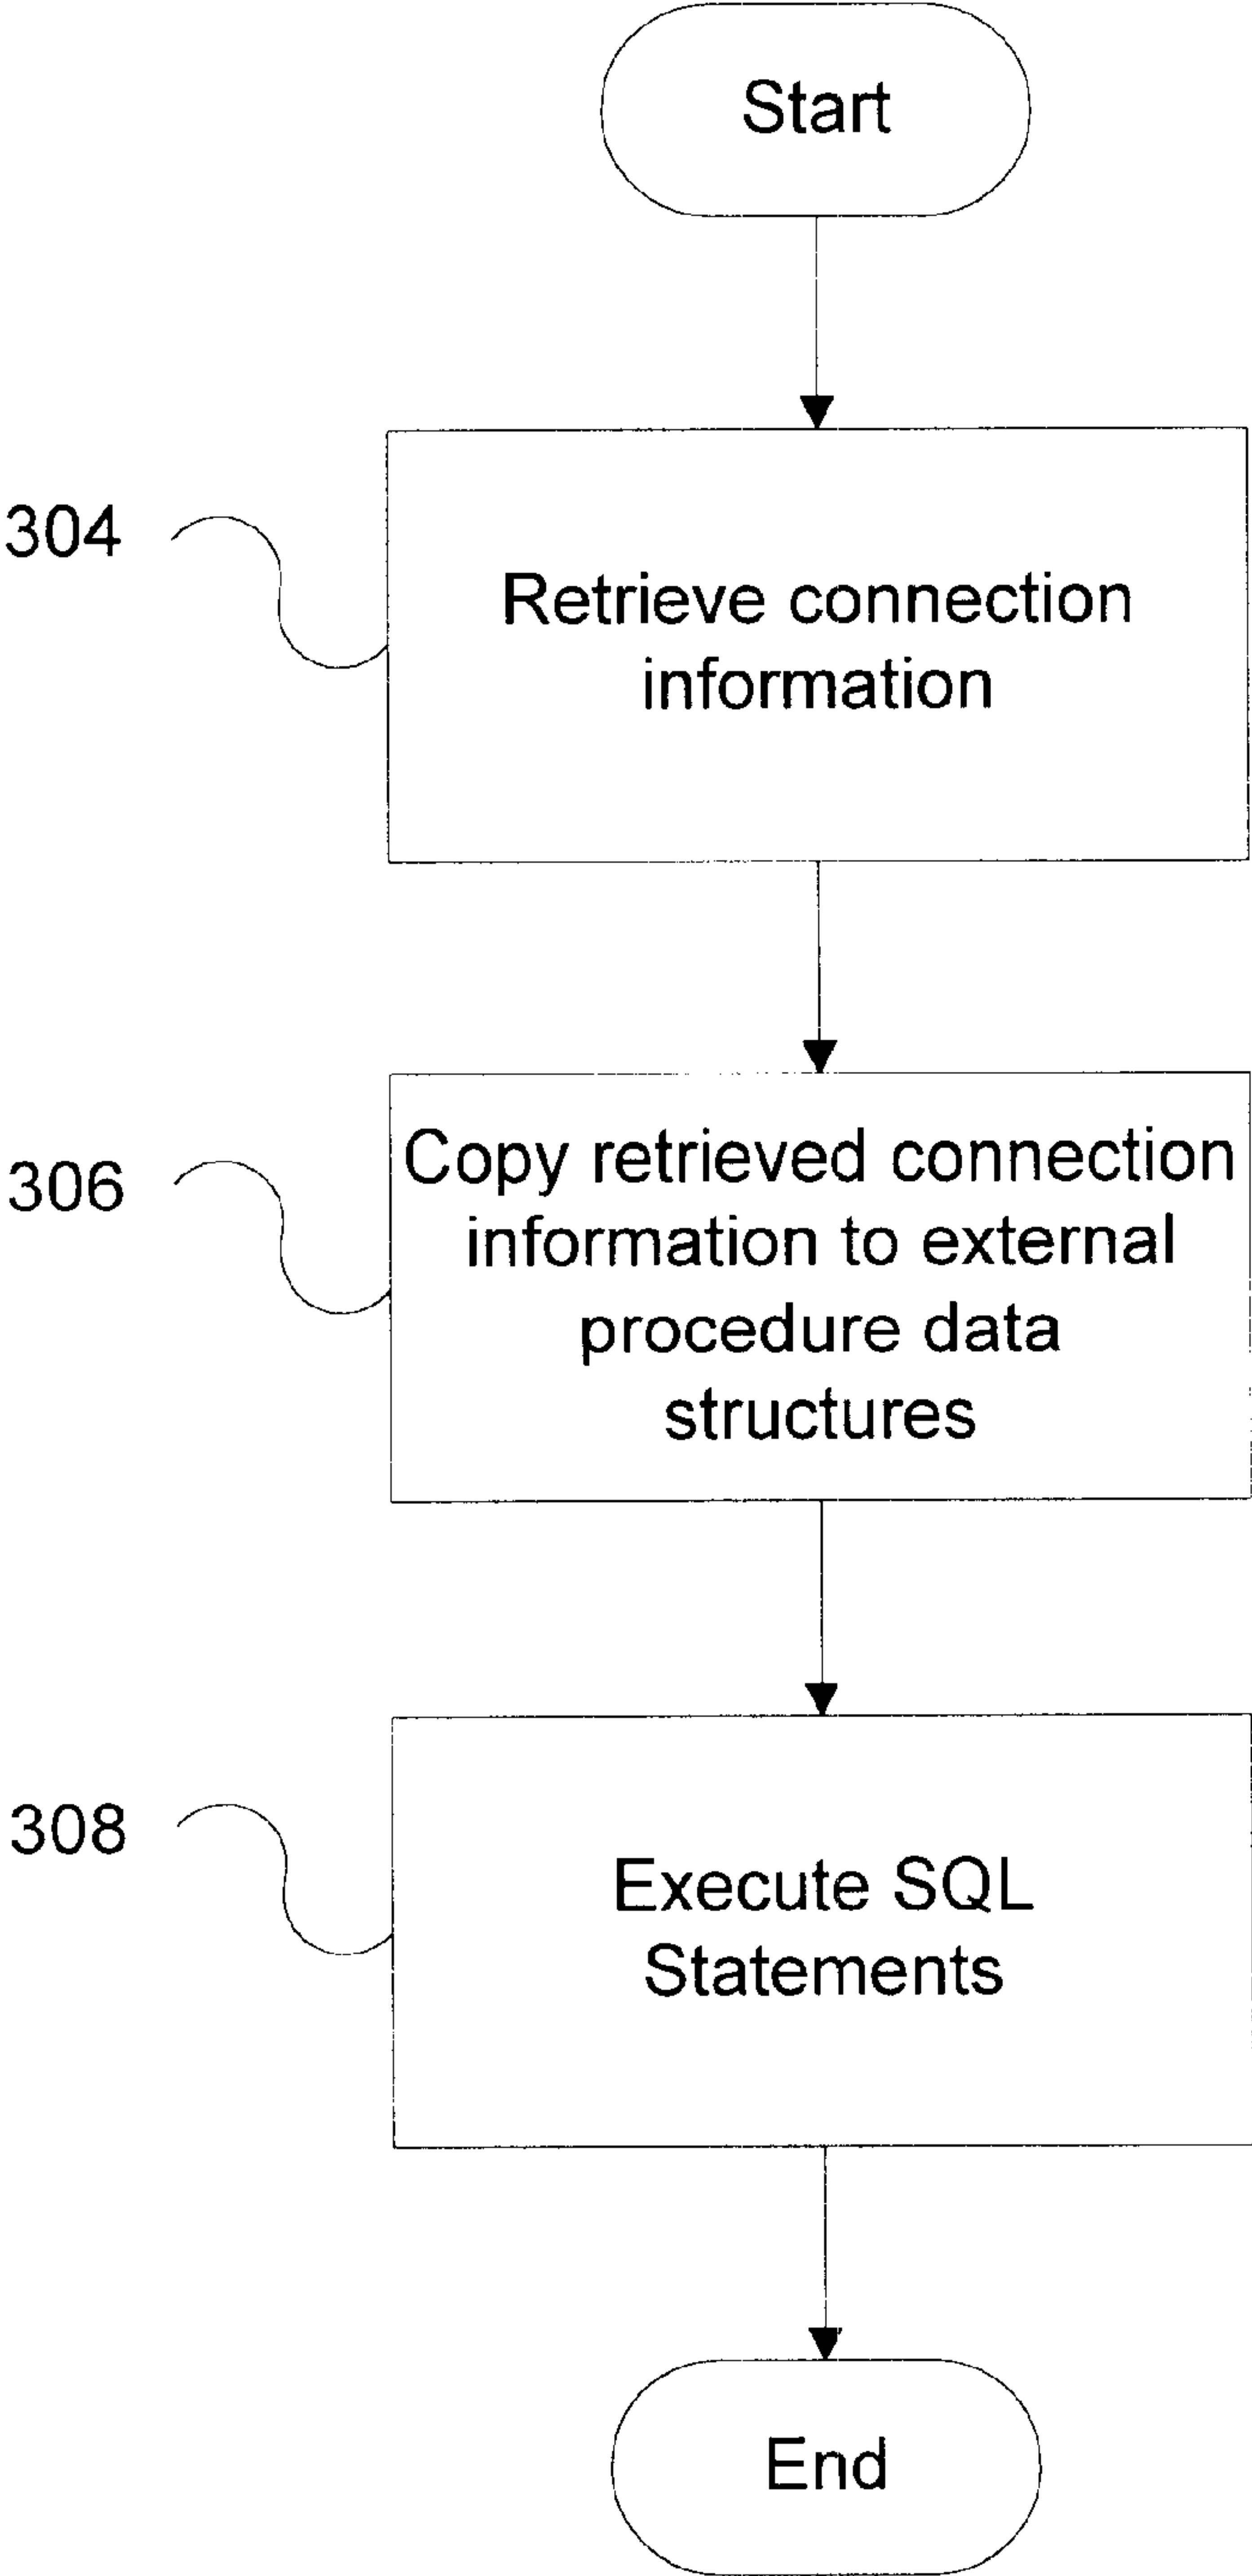 Start
304
Retrieve connection
information
306
Copy retrieved connection
information to external
procedure data
structures
308
Execute SQL
Statements
End